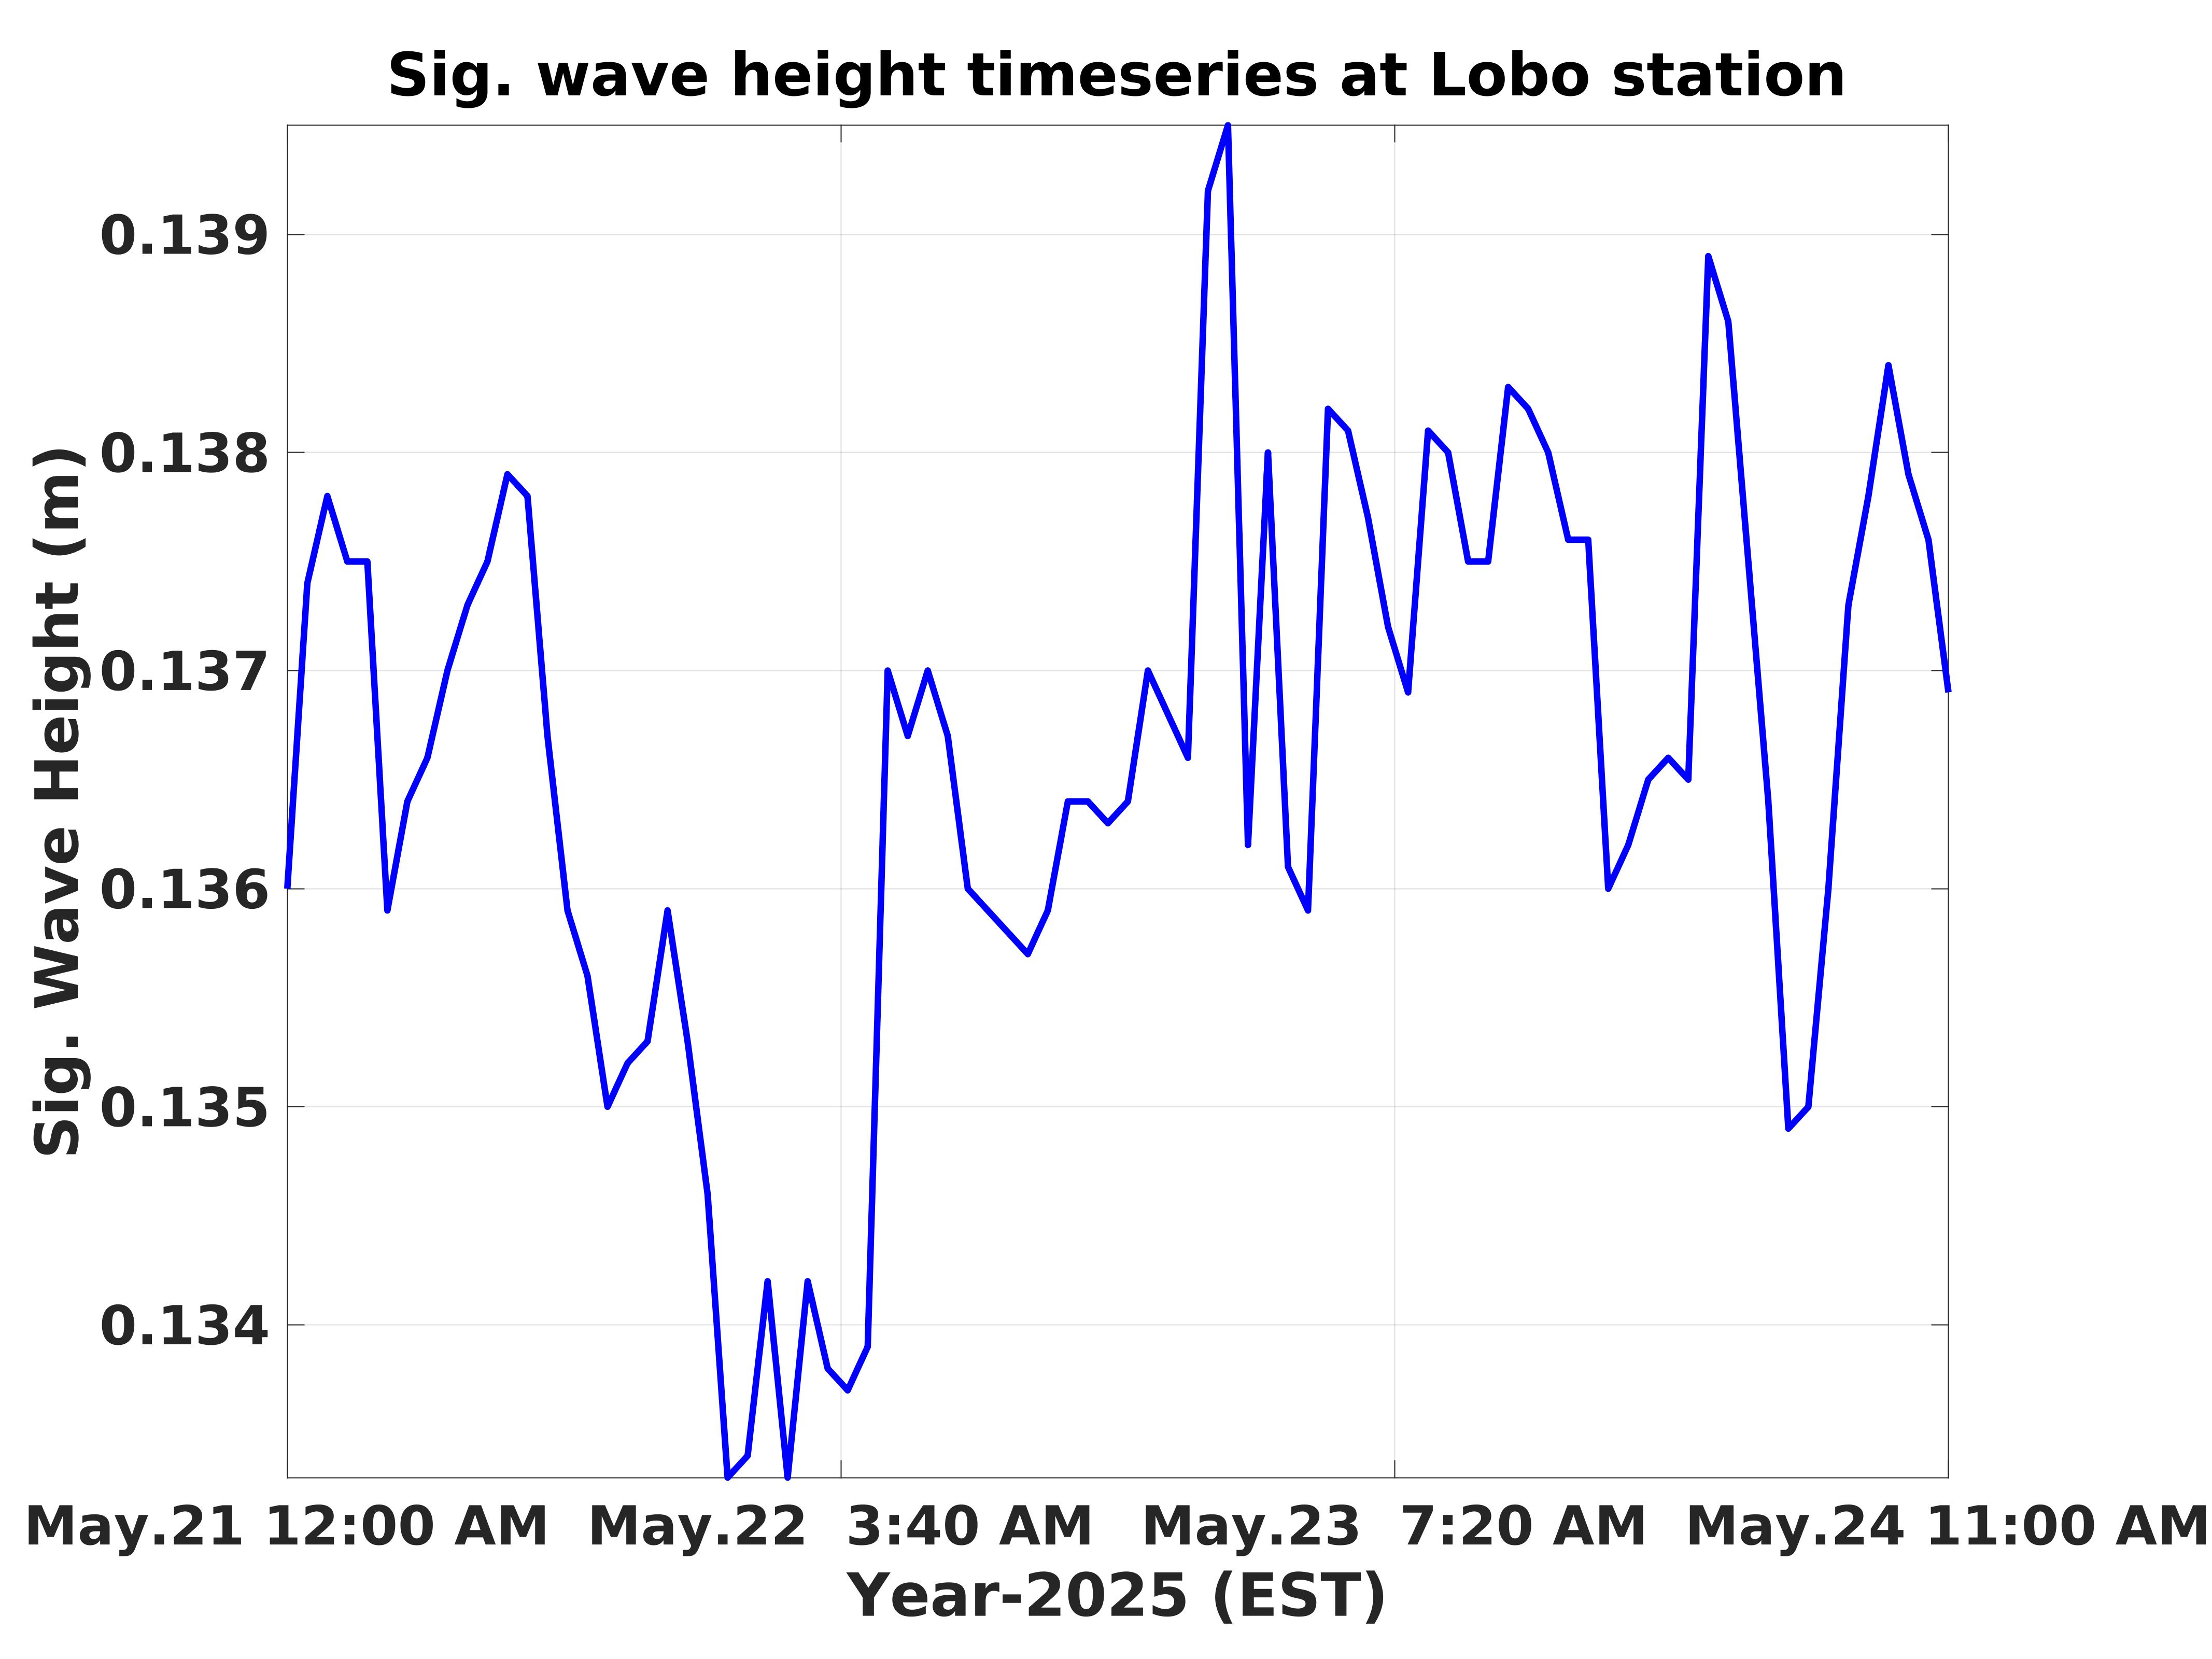 Sig. wave height timeseries at Lobo station
Sig. Wave Height (m)
0.139
0.138
0.137
0.136
0.135
0.134
May.21 12:00 AM May.22 3:40 AM May.23 7:20 AM May.24 11:00 AM
Year-2025 (EST)